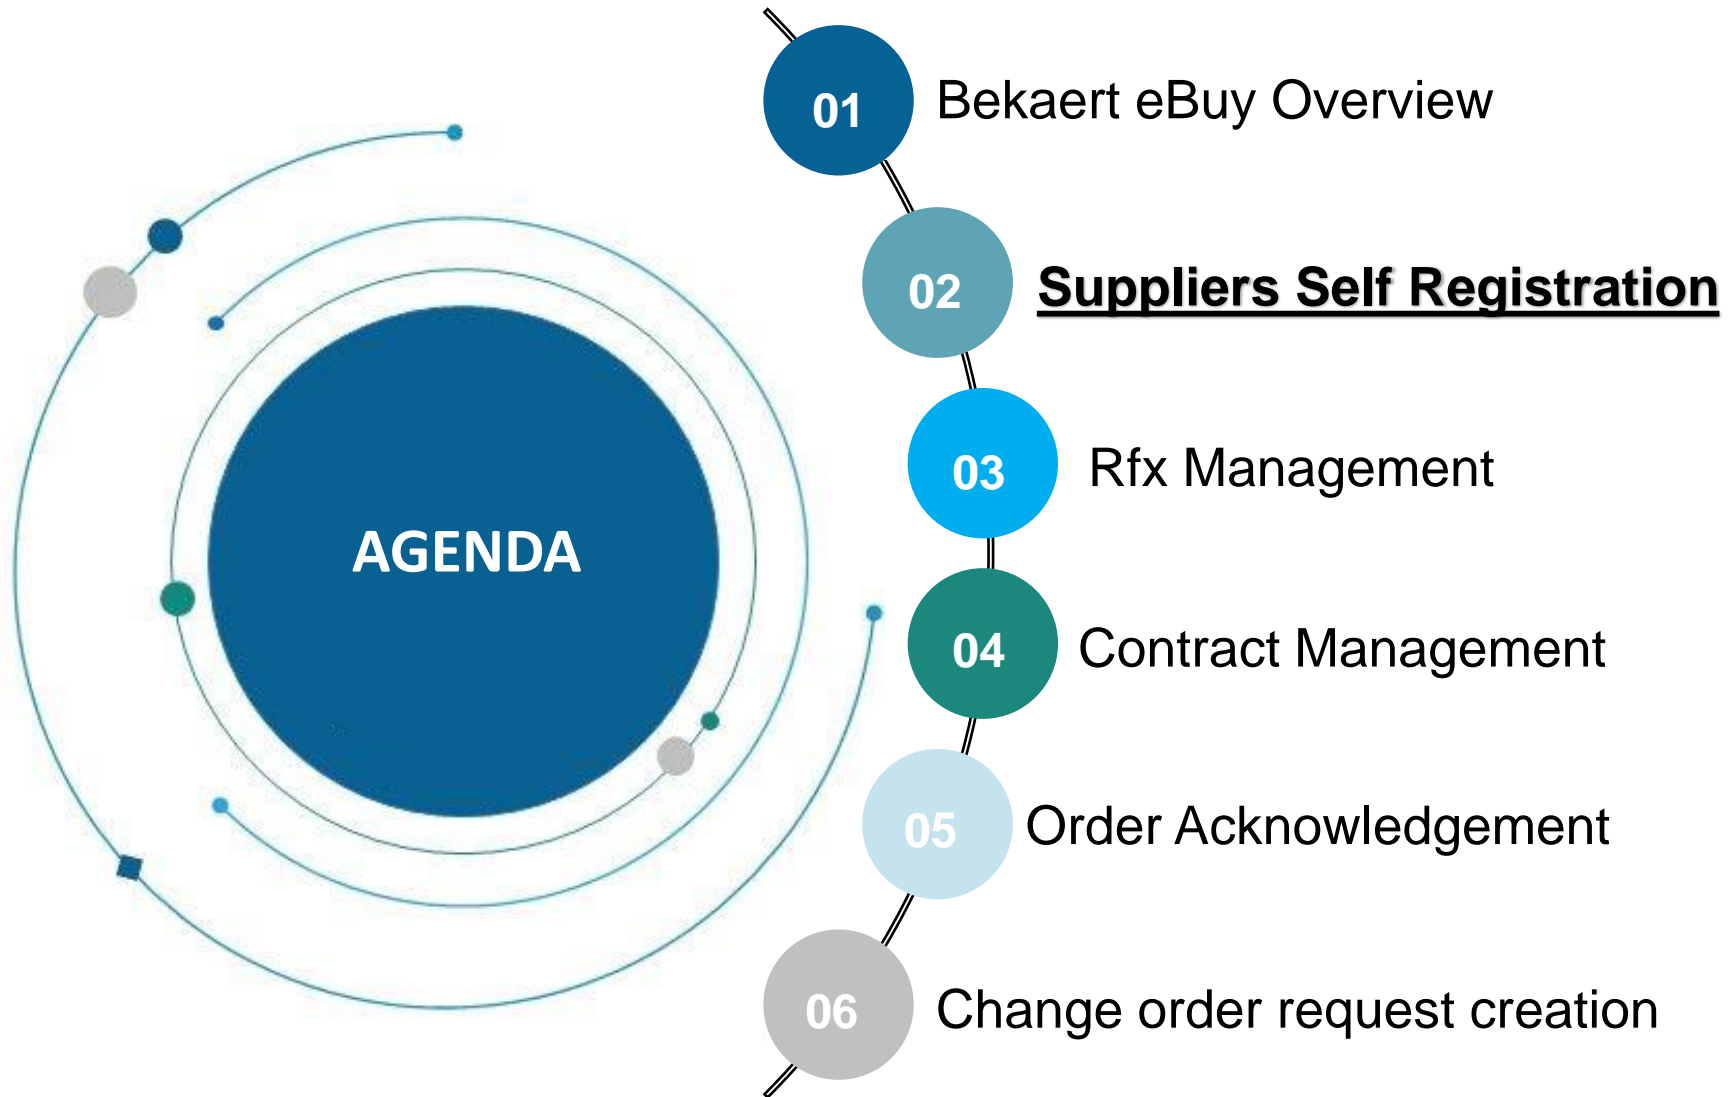 AGENDA
01
Bekaert eBuy Overview
02
Suppliers Self Registration
03
Rfx Management
04
Contract Management
05
Order Acknowledgement
06
Change order request creation